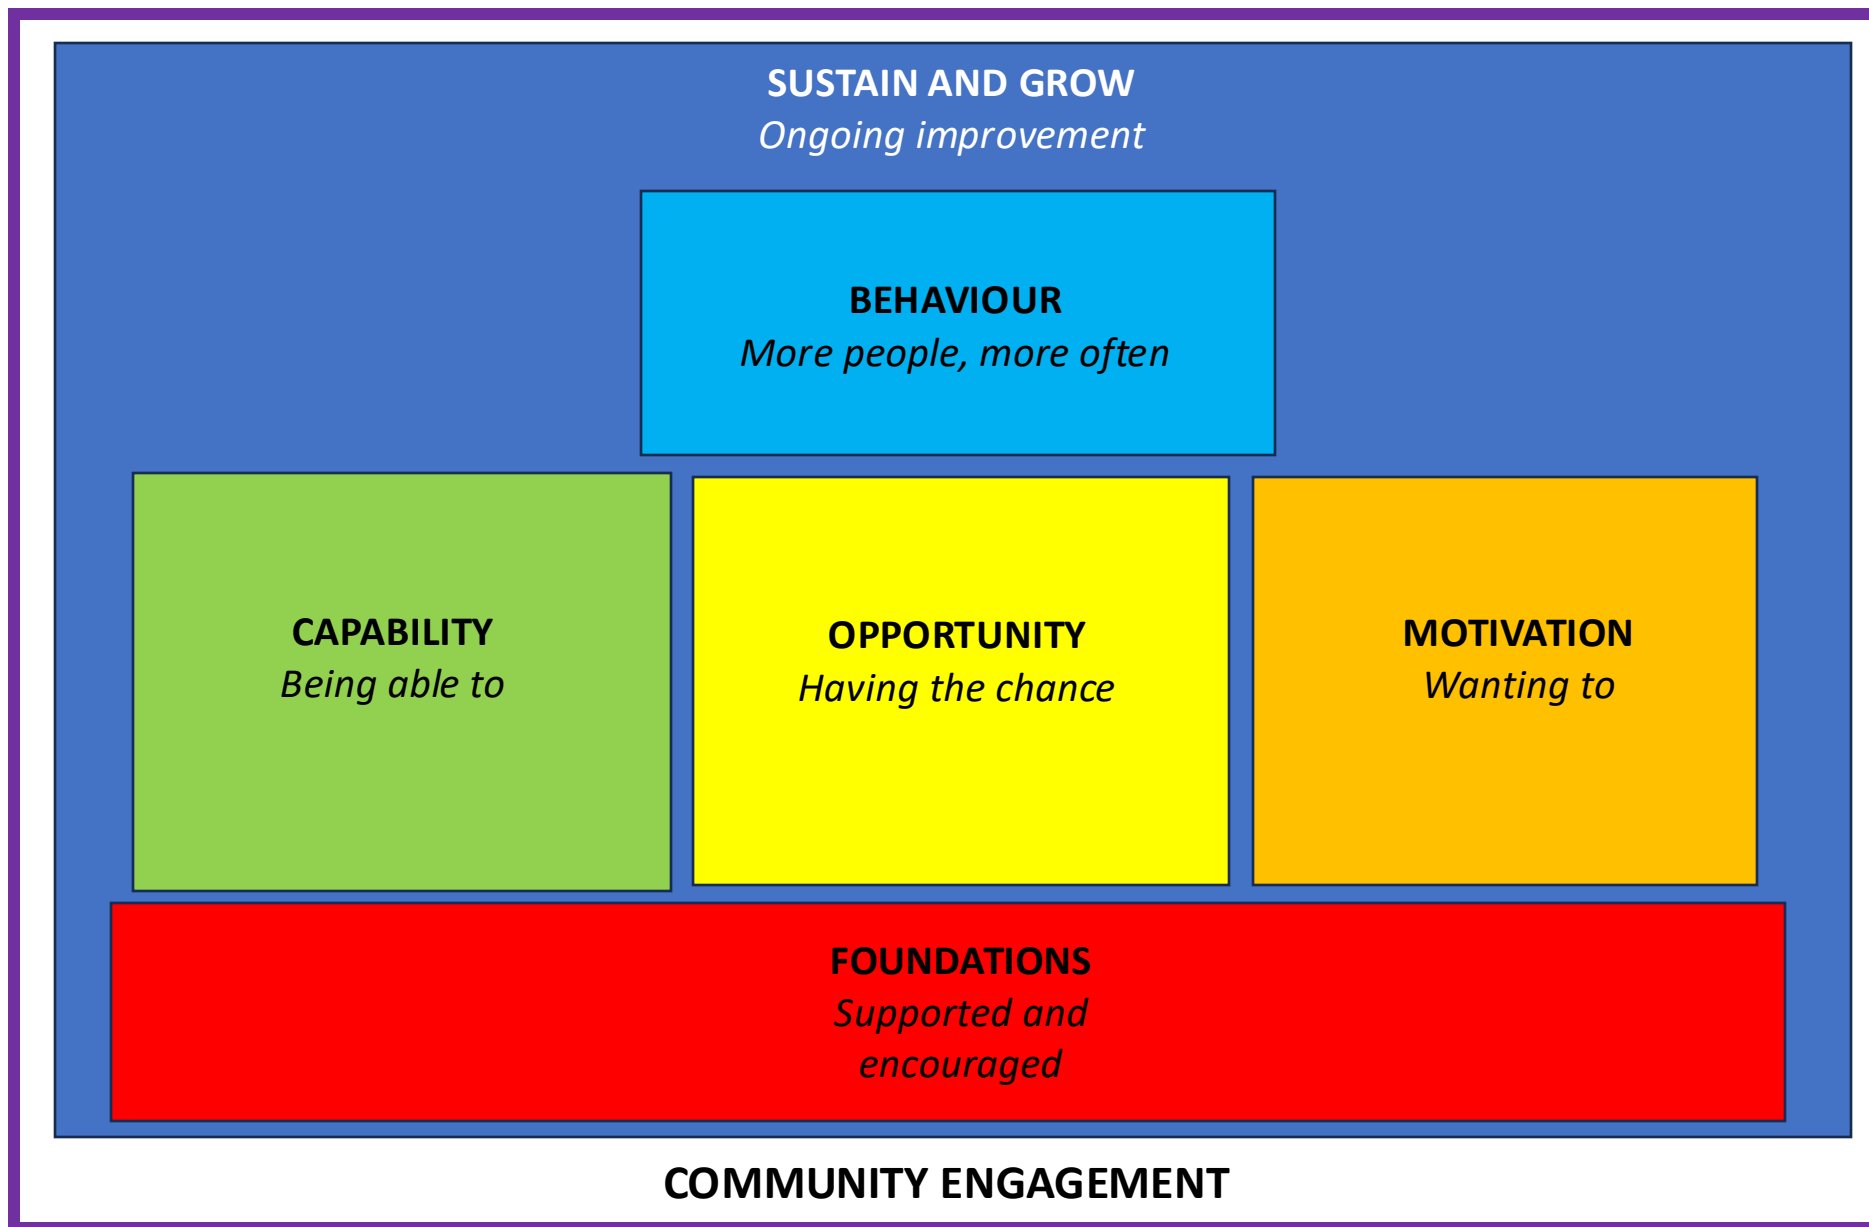 SUSTAIN AND GROW
Ongoing improvement
BEHAVIOUR
More people, more often
CAPABILITY
Being able to
OPPORTUNITY
Having the chance
MOTIVATION
Wanting to
FOUNDATIONS
Supported and
encouraged
COMMUNITY ENGAGEMENT